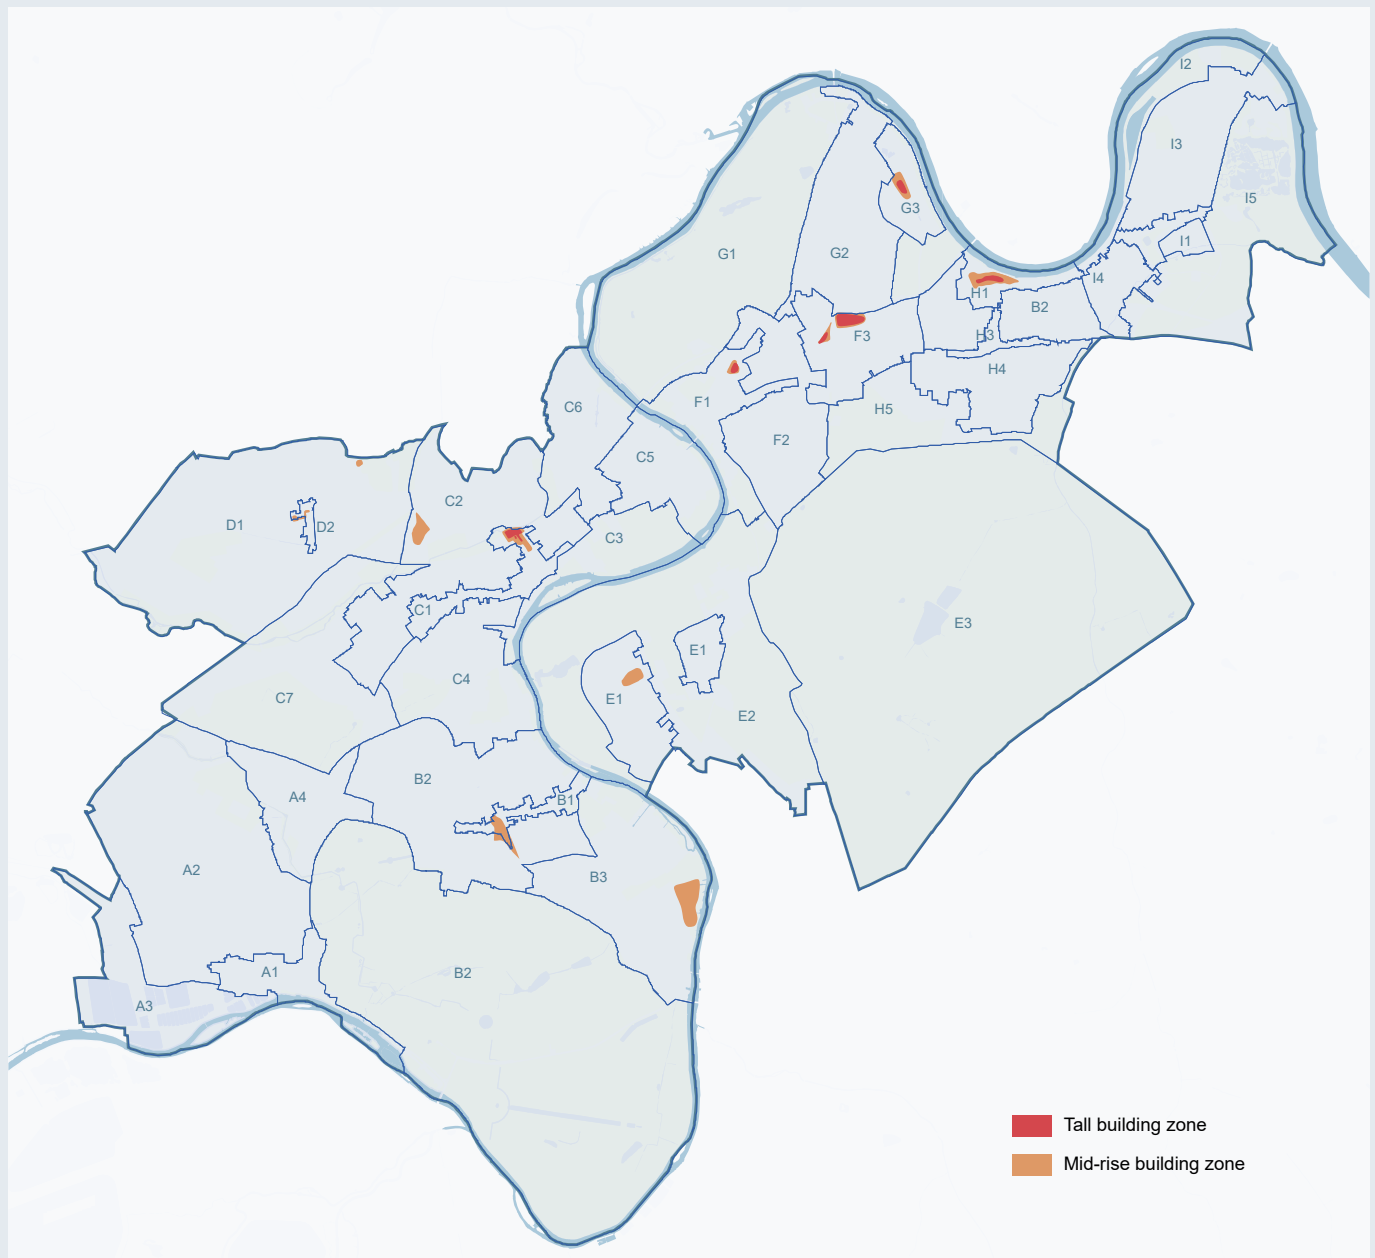 I2
I3
I5
G3
I1
G1
G2
I4
H1
B2
F3
H3
H4
F1
C6
H5
F2
C5
C2
D1
D2
C3
C1
E3
E1
C4
C7
E1
E2
B2
A4
B1
A2
B3
A1
B2
A3
Tall building zone
Mid-rise building zone